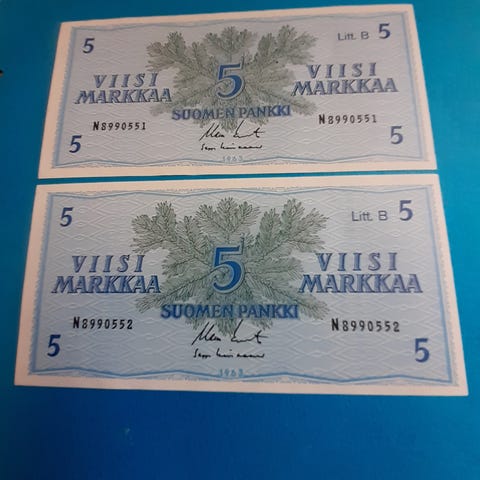 5 Litt. B 5
VIISI 5 VIISI
MARKKAA MARKKAA
SUOMEN PANKKI
N8990551 N8990551
5 1963 5
5 Litt. B 5
VIISI 5 VIISI
MARKKAA MARKKAA
SUOMEN PANKKI
N8990552 N8990552
5 1963 5